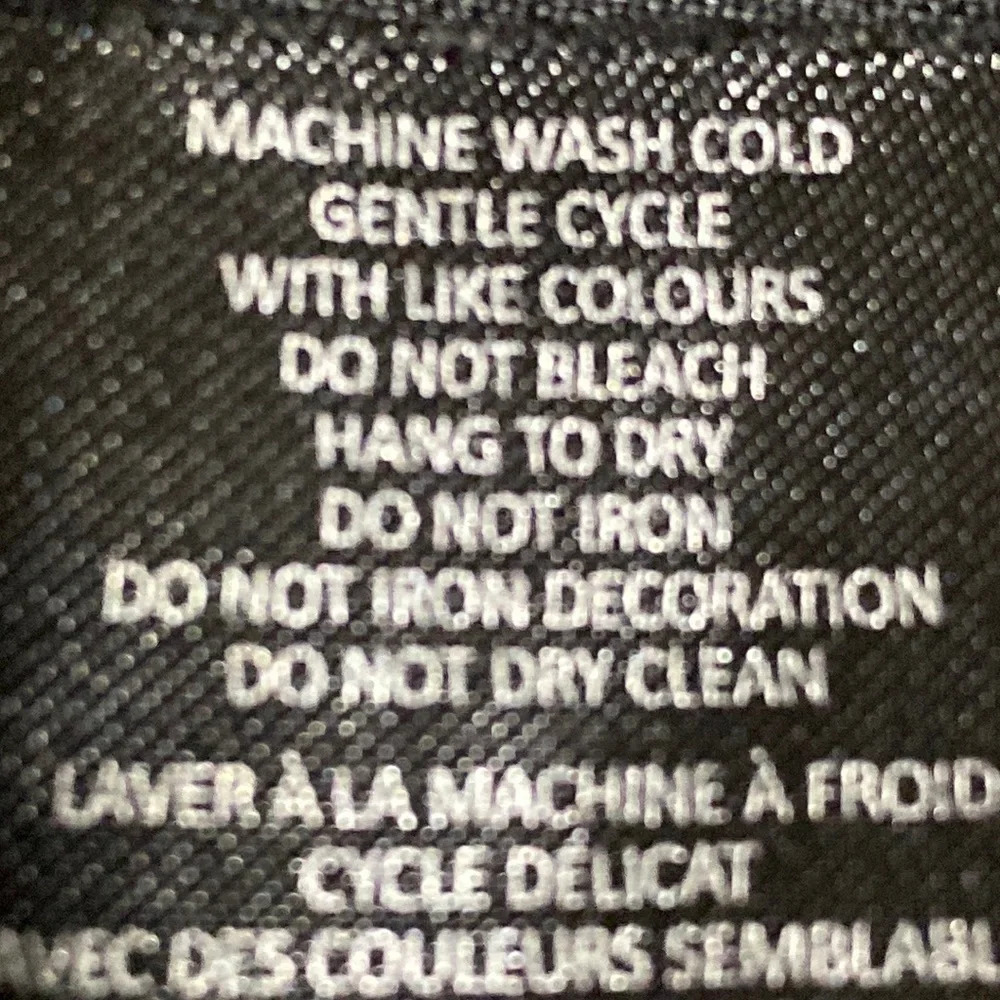 MACHINE WASH COLD
GENTLE CYCLE
WITH LIKE COLOURS
DO NOT BLEACH
HANG TO DRY
DO NOT IRON
DO NOT IRON DECORATION
DO NOT DRY CLEAN
LAVER À LA MACHINE À FROID
CYCLE DÉLICAT
DES COULEURS